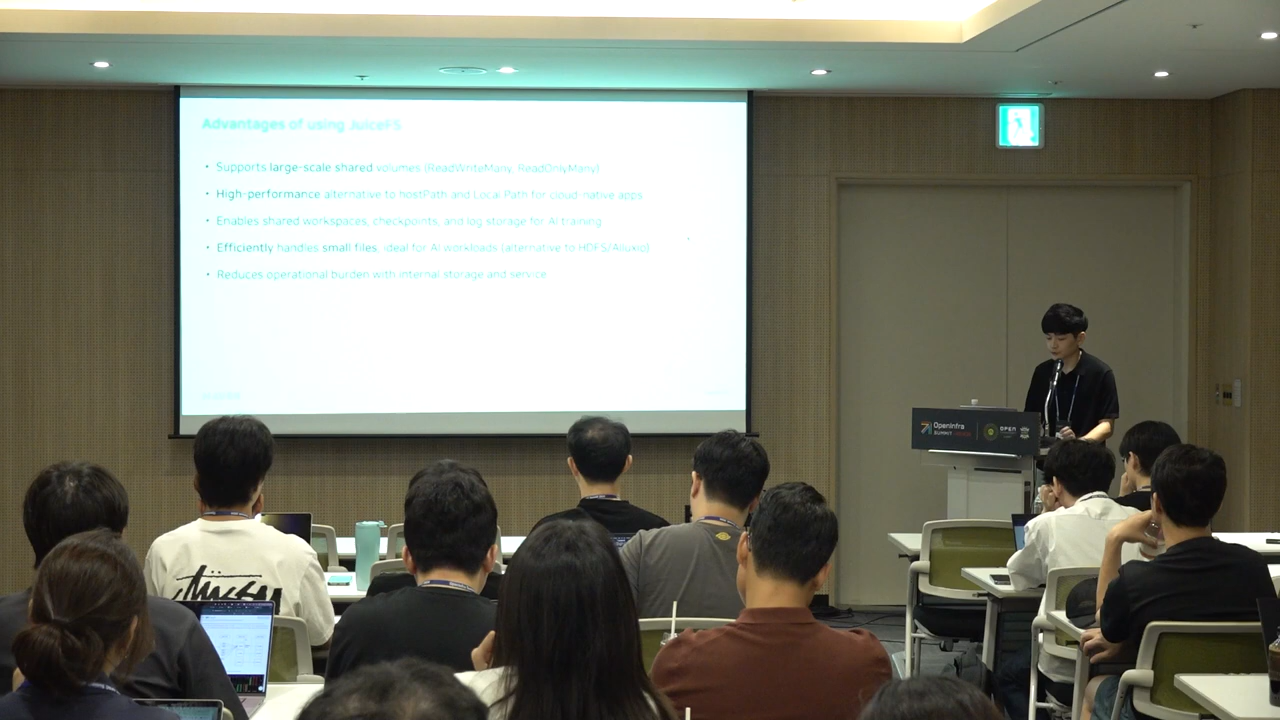 Advantages of using JuiceFS
• Supports large-scale shared volumes (ReadWriteMany, ReadOnlyMany)
• High-performance alternative to hostPath and Local Path for cloud-native apps
• Enables shared workspaces, checkpoints, and log storage for AI training
• Efficiently handles small files, ideal for AI workloads (alternative to HDFS/Alluxio)
• Reduces operational burden with internal storage and service
OpenInfra
SUMMIT
OPEN